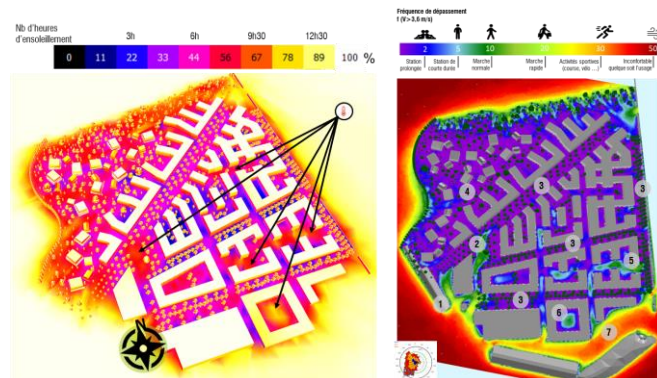 Nb d'heures
d'ensoleillement
3h
6h
9h30
12h30
0
11
22
33
44
56
67
78
89
100 %
Fréquence de dépassement
f (V>3,0 m/s)
2
5
10
20
30
50
Station
prolongée
Station de
courte durée
Marche
normale
Marche
rapide
Activités sportives
(course, vélo ...)
Inconfortable
quelque soit l'usage
4
3
3
2
3
5
1
3
6
7